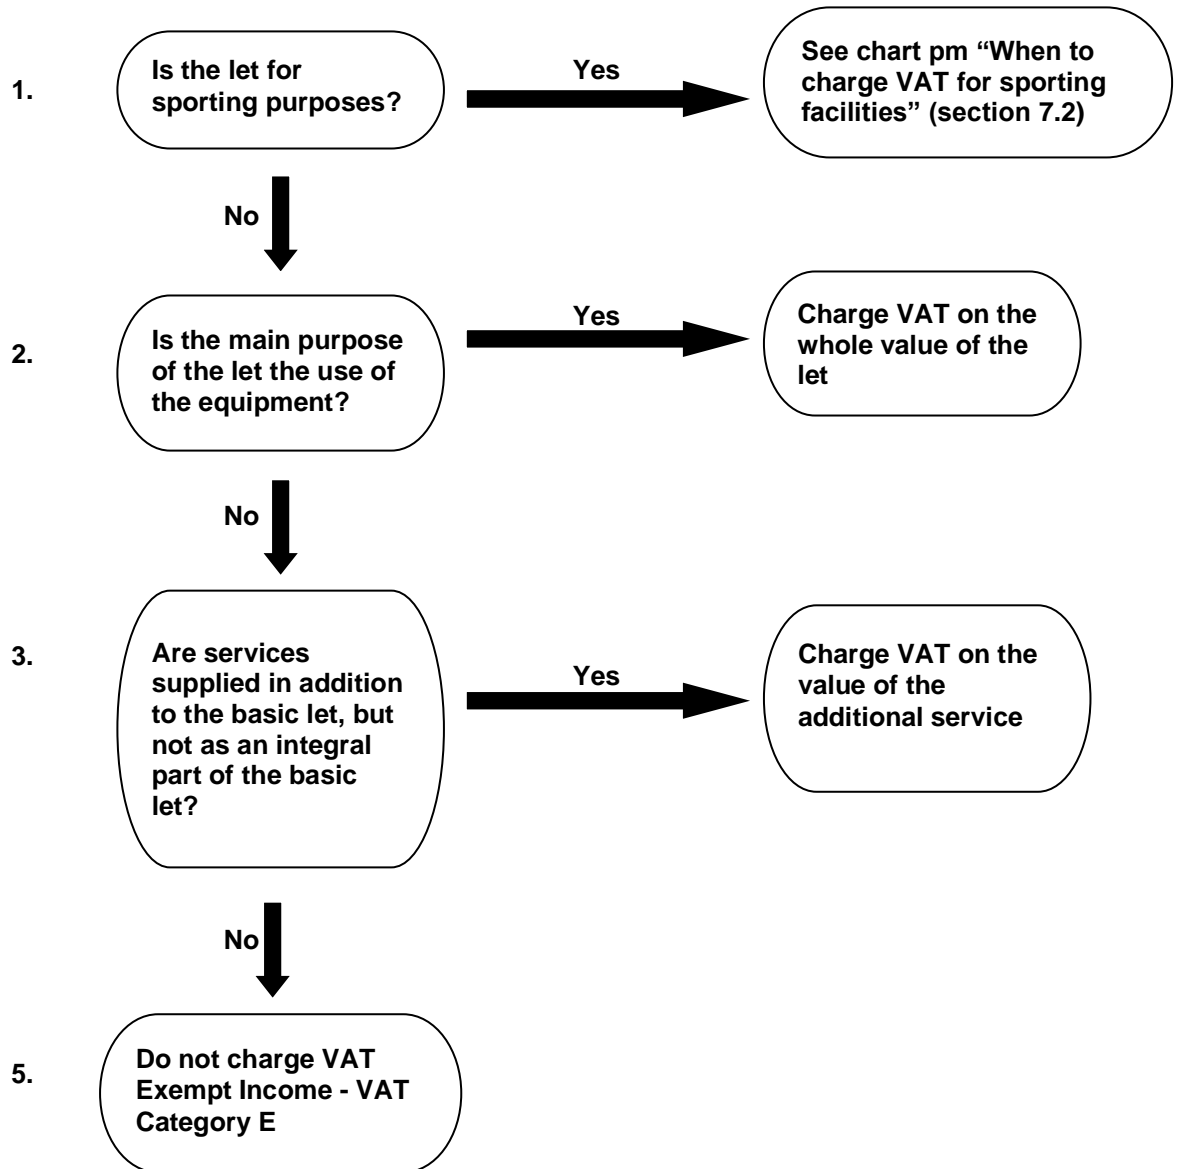 1.
Is the let for
sporting purposes?
Yes
See chart pm “When to
charge VAT for sporting
facilities” (section 7.2)
No
2.
Is the main purpose
of the let the use of
the equipment?
Yes
Charge VAT on the
whole value of the
let
No
3.
Are services
supplied in addition
to the basic let, but
not as an integral
part of the basic
let?
Yes
Charge VAT on the
value of the
additional service
No
5.
Do not charge VAT
Exempt Income - VAT
Category E